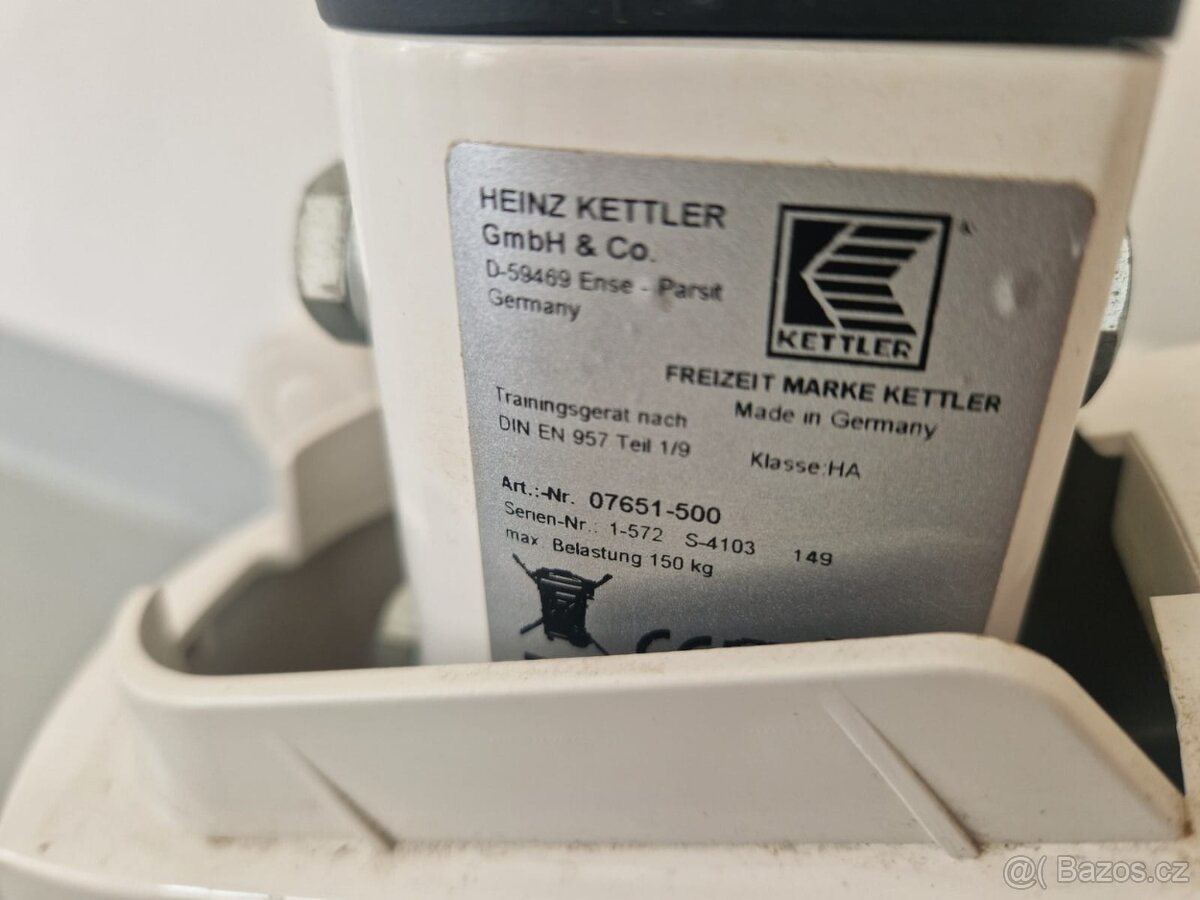 HEINZ KETTLER
GmbH & Co.
D-59469 Ense - Parsit
Germany
®
KETTLER
FREIZEIT MARKE KETTLER
Made in Germany
Trainingsgerät nach
DIN EN 957 Teil 1/9
Klasse:HA
Art.:-Nr. 07651-500
Serien-Nr.: 1-572 S-4103 149
max. Belastung 150 kg
@( Bazos.cz